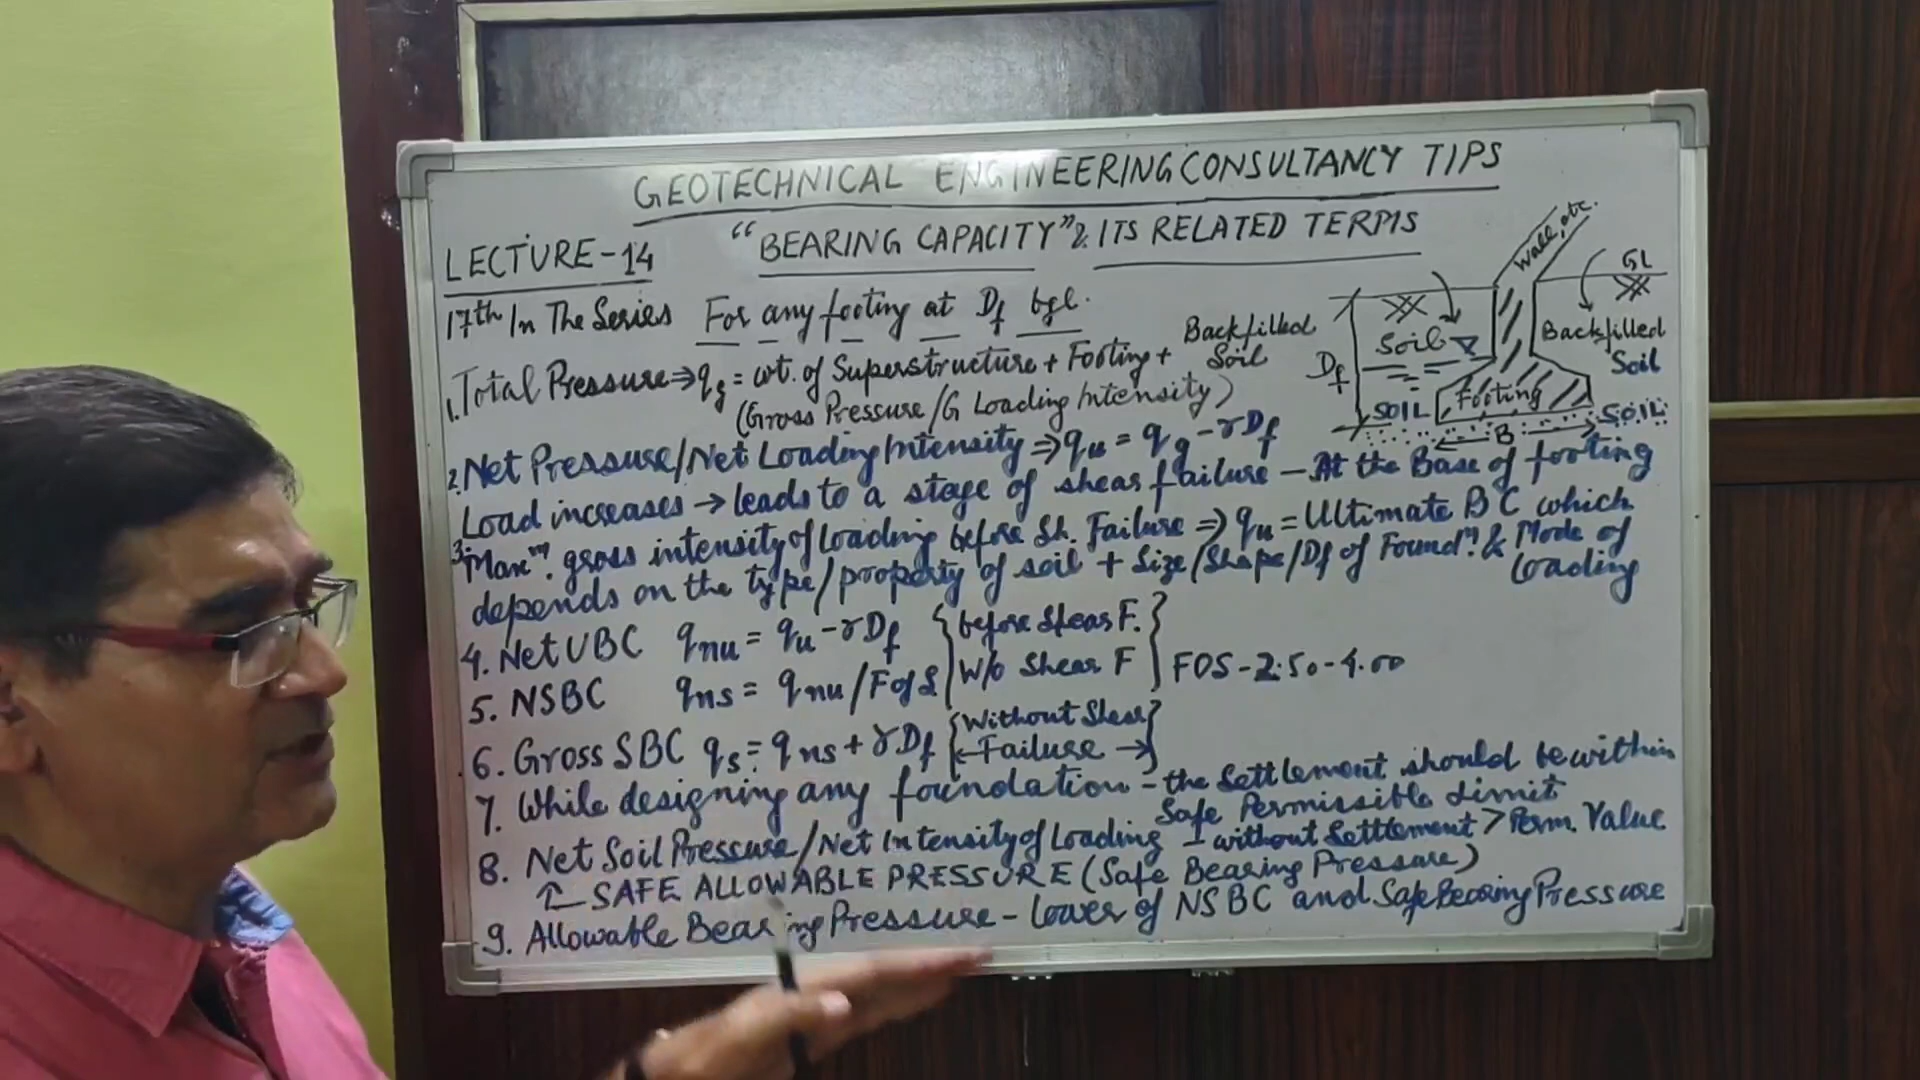 GEOTECHNICAL ENGINEERING CONSULTANCY TIPS
LECTURE-14 "BEARING CAPACITY" & ITS RELATED TERMS
17th In The Series For any footing at Df bgl.
1. Total Pressure ⇒ qg = wt. of Superstructure + Footing + Backfilled Soil
(Gross Pressure/G Loading Intensity)
Wall, etc.
GL
Soil
Backfilled
Soil
Df
Footing
SOIL
SOIL
B
2. Net Pressure/Net Loading Intensity ⇒ qn = qg - γDf
Load increases → leads to a stage of shear failure - At the Base of footing
3. Maxm. gross intensity of loading before Sh. Failure ⇒ qu = Ultimate BC which
depends on the type/property of soil + Size/Shape/Df of Foundn. & Mode of Loading
4. Net UBC qnu = qu - γDf {before Shear F.}
5. NSBC qns = qnu/FofS {W/o Shear F} FOS - 2.50-4.00
6. Gross SBC qs = qns + γDf {Without Shear
Failure}
7. While designing any foundation - the Settlement should be within
Safe Permissible Limit
8. Net Soil Pressure/Net Intensity of Loading - without Settlement > Perm. Value
SAFE ALLOWABLE PRESSURE (Safe Bearing Pressure)
9. Allowable Bearing Pressure - lower of NSBC and Safe Bearing Pressure